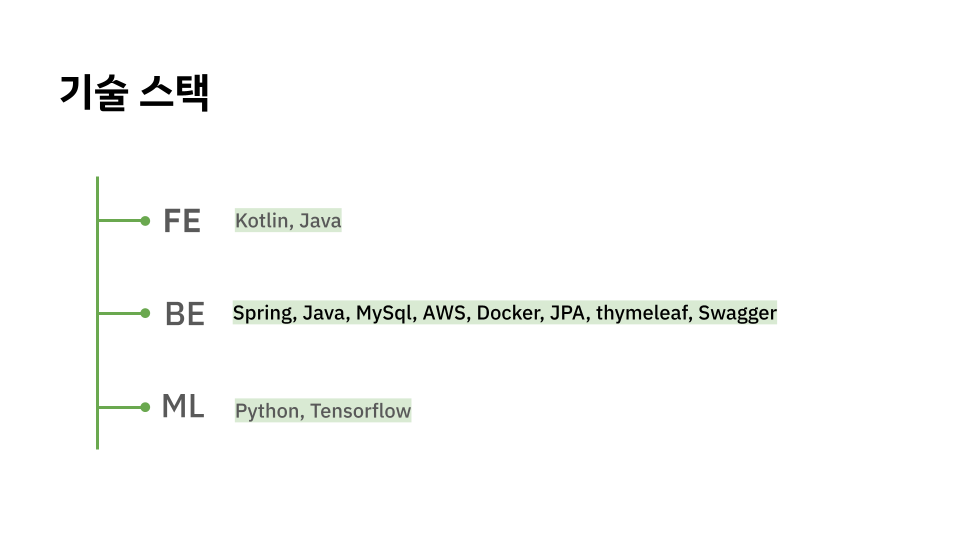 기술 스택
FE Kotlin, Java
BE Spring, Java, MySql, AWS, Docker, JPA, thymeleaf, Swagger
ML Python, Tensorflow